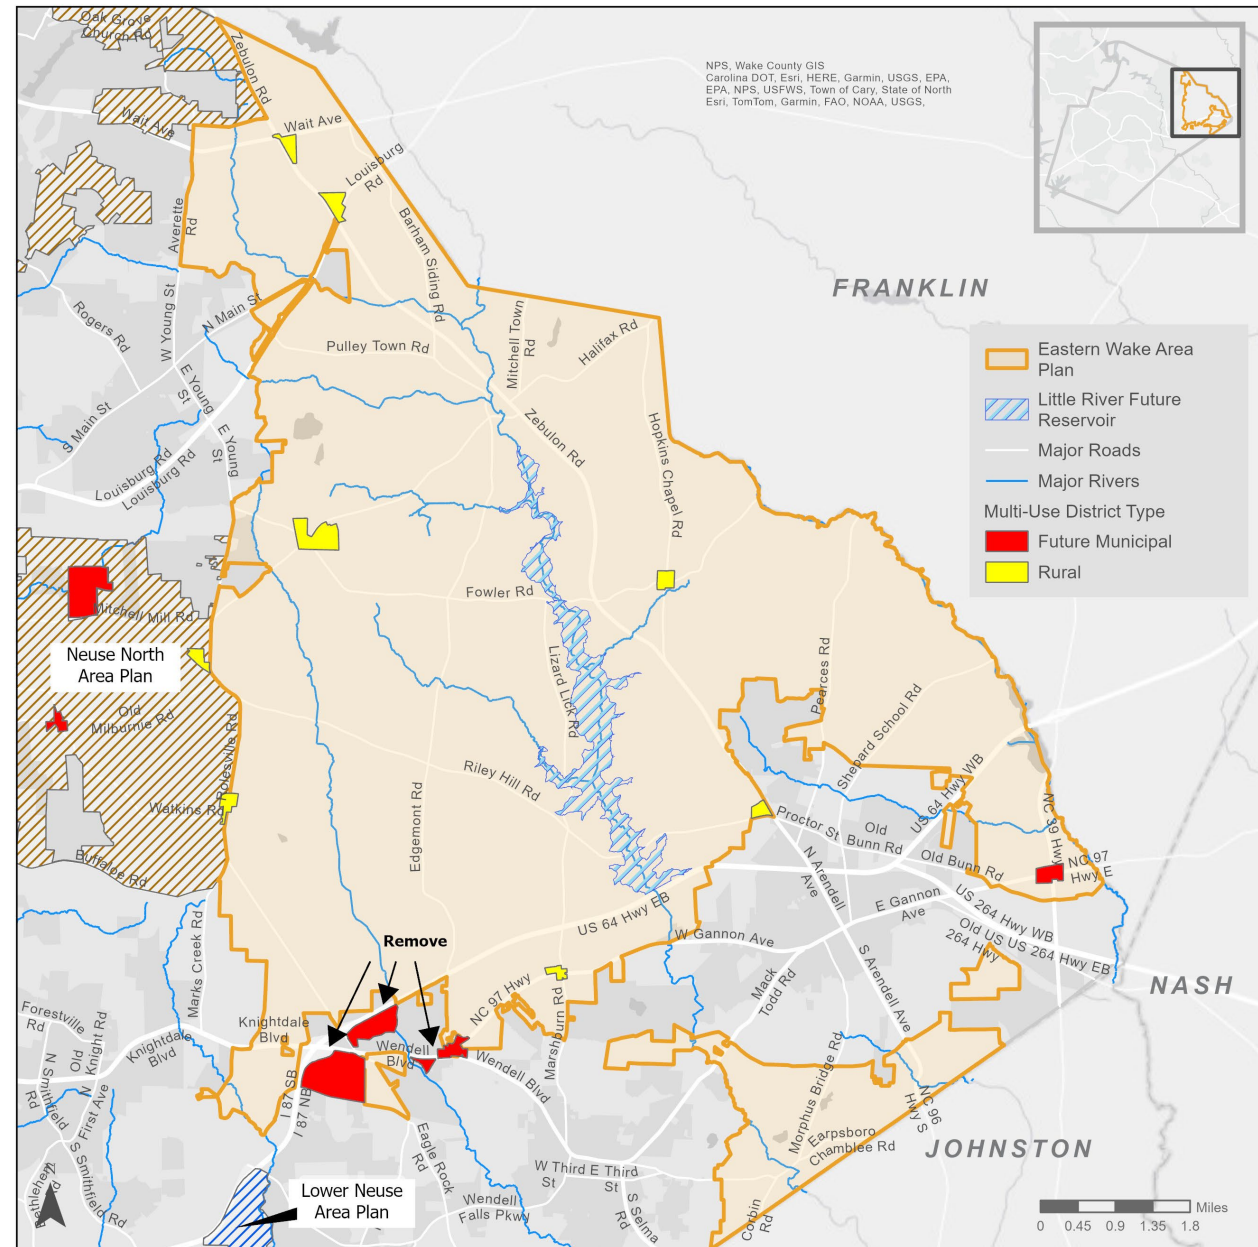 Oak Grove
Church Rd
Zebulon Rd
Wait Ave
Wait Ave
Louisburg
Rd
NPS, Wake County GIS
Carolina DOT, Esri, HERE, Garmin, USGS, EPA,
EPA, NPS, USFWS, Town of Cary, State of North
Esri, TomTom, Garmin, FAO, NOAA, USGS,
Averette
Rd
Barham Siding Rd
FRANKLIN
Rogers Rd
W Young St
N Main St
Pulley Town Rd
Mitchell Town
Rd
Halifax Rd
Eastern Wake Area
Plan
Little River Future
Reservoir
Major Roads
Major Rivers
Multi-Use District Type
Future Municipal
Rural
E Young
St
S Main St
E Young
St
Louisburg Rd
Louisburg Rd
Zebulon Rd
Hopkins Chapel Rd
Mitchell Mill Rd
Fowler Rd
Neuse North
Area Plan
Old
Milburnie Rd
Lizard Lick Rd
Pearces Rd
Shepard School Rd
Rolesville Rd
Riley Hill Rd
Edgemont Rd
Watkins Rd
US 64 Hwy WB
NC 39 Hwy
Proctor St
Old
Bunn Rd
Old Bunn Rd
NC 97
Hwy E
Buffaloe Rd
N Arendell
Ave
E Gannon
Ave
US 264 Hwy WB
Old US
264 Hwy
US 264 Hwy EB
US 64 Hwy EB
W Gannon Ave
Marks Creek Rd
Remove
NC 97 Hwy
Mack
Todd Rd
S Arendell Ave
NASH
Forestville
Rd
Old
Knight Rd
N
Knightdale
Blvd
Knightdale
Blvd
Wendell
Blvd
Wendell Blvd
Marshburn Rd
I 87 SB
I 87 NB
N Smithfield
Rd
S
First Ave
S Smithfield Rd
Morphus Bridge Rd
NC 96
Hwy S
Earpsboro
Chamblee Rd
JOHNSTON
Eagle Rock
Rd
W Third
St
E Third
St
Bethlehem
Rd
N
Lower Neuse
Area Plan
Wendell
Falls Pkwy
S Selma
Rd
Corbin
Rd
Miles
0 0.45 0.9 1.35 1.8